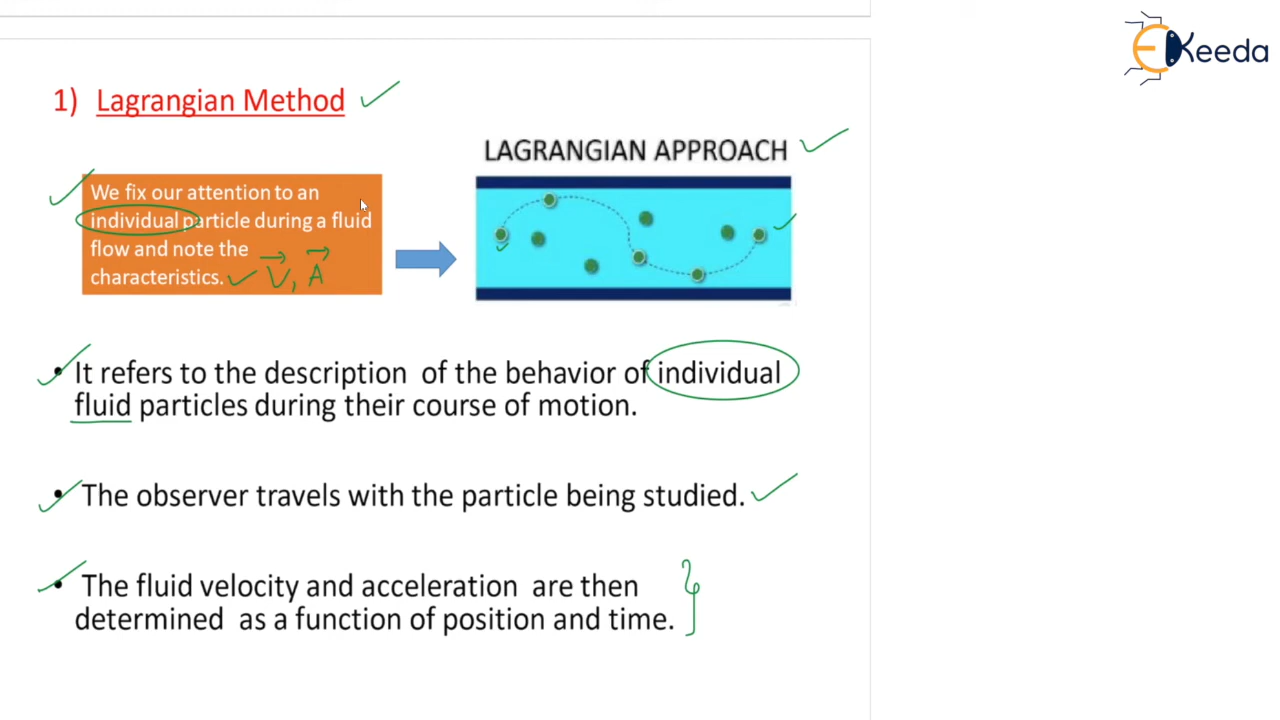 EKeeda
1) Lagrangian Method
LAGRANGIAN APPROACH
We fix our attention to an
individual particle during a fluid
flow and note the
characteristics. V, A
• It refers to the description of the behavior of individual
fluid particles during their course of motion.
• The observer travels with the particle being studied.
• The fluid velocity and acceleration are then
determined as a function of position and time.